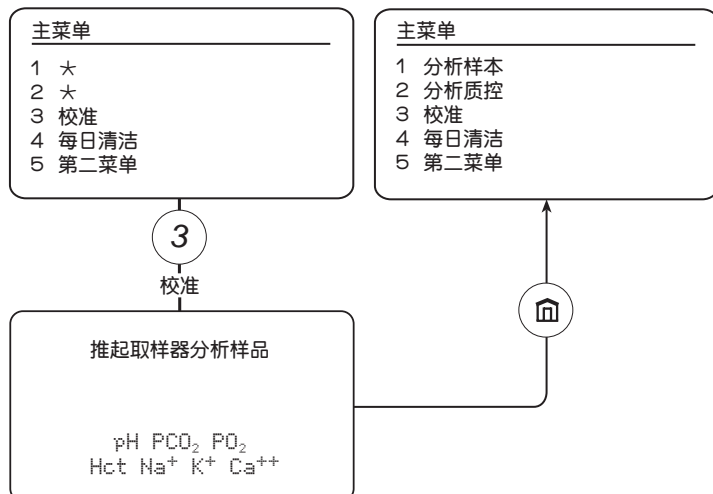 主菜单
1 *
2 *
3 校准
4 每日清洁
5 第二菜单
主菜单
1 分析样本
2 分析质控
3 校准
4 每日清洁
5 第二菜单
3
校准
推起取样器分析样品
pH PCO₂ PO₂
Hct Na⁺ K⁺ Ca⁺⁺